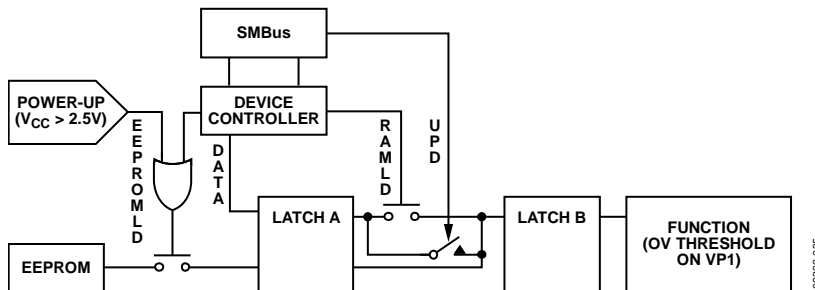 SMBus
POWER-UP
(VCC > 2.5V)
DEVICE
CONTROLLER
EEPROMLD
DATA
RAMLD
UPD
LATCH A
LATCH B
FUNCTION
(OV THRESHOLD
ON VP1)
EEPROM